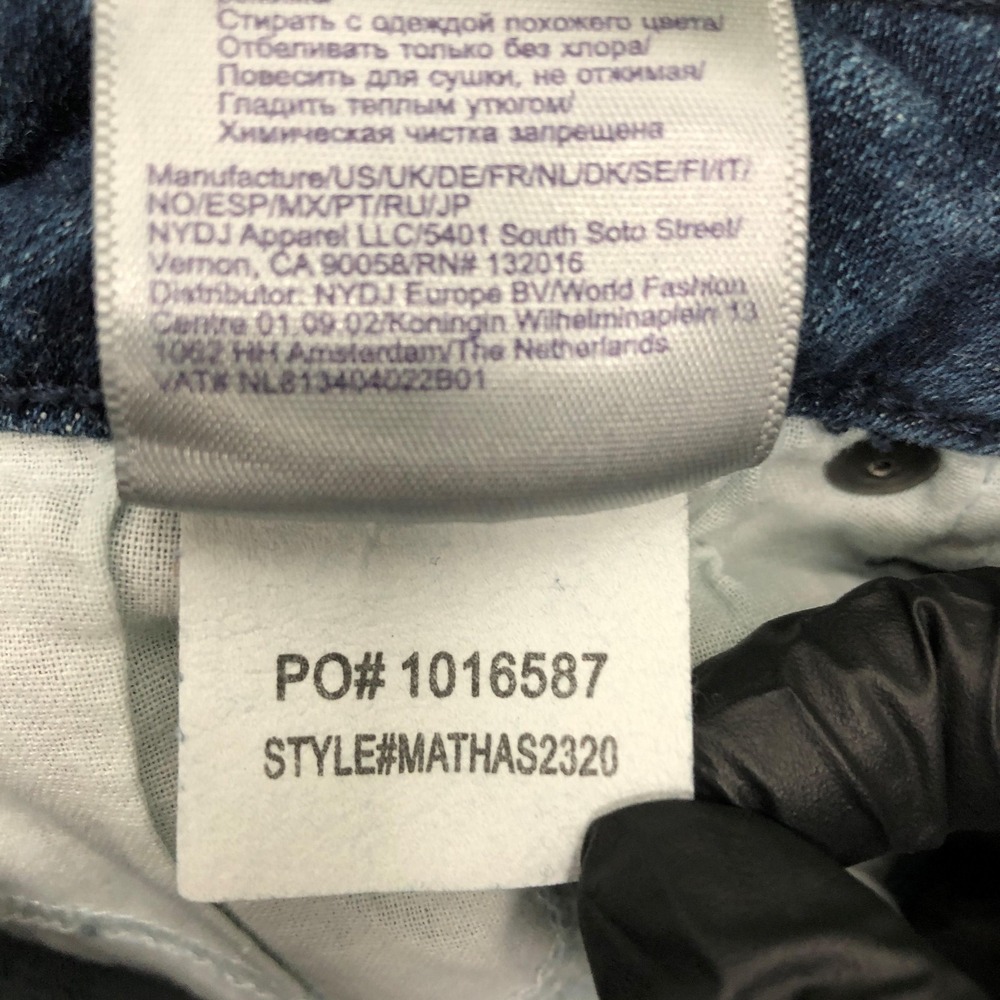 Стирать с одеждой похожего цвета/
Отбеливать только без хлора/
Повесить для сушки, не отжимая/
Гладить теплым утюгом/
Химическая чистка запрещена
Manufacture/US/UK/DE/FR/NL/DK/SE/FI/IT/
NO/ESP/MX/PT/RU/JP
NYDJ Apparel LLC/5401 South Soto Street/
Vernon, CA 90058/RN# 132016
Distributor: NYDJ Europe BV/World Fashion
Centre 01.09.02/Koningin Wilhelminaplein 13
1062 HH Amsterdam/The Netherlands
VAT# NL813404022B01
PO# 1016587
STYLE#MATHAS2320